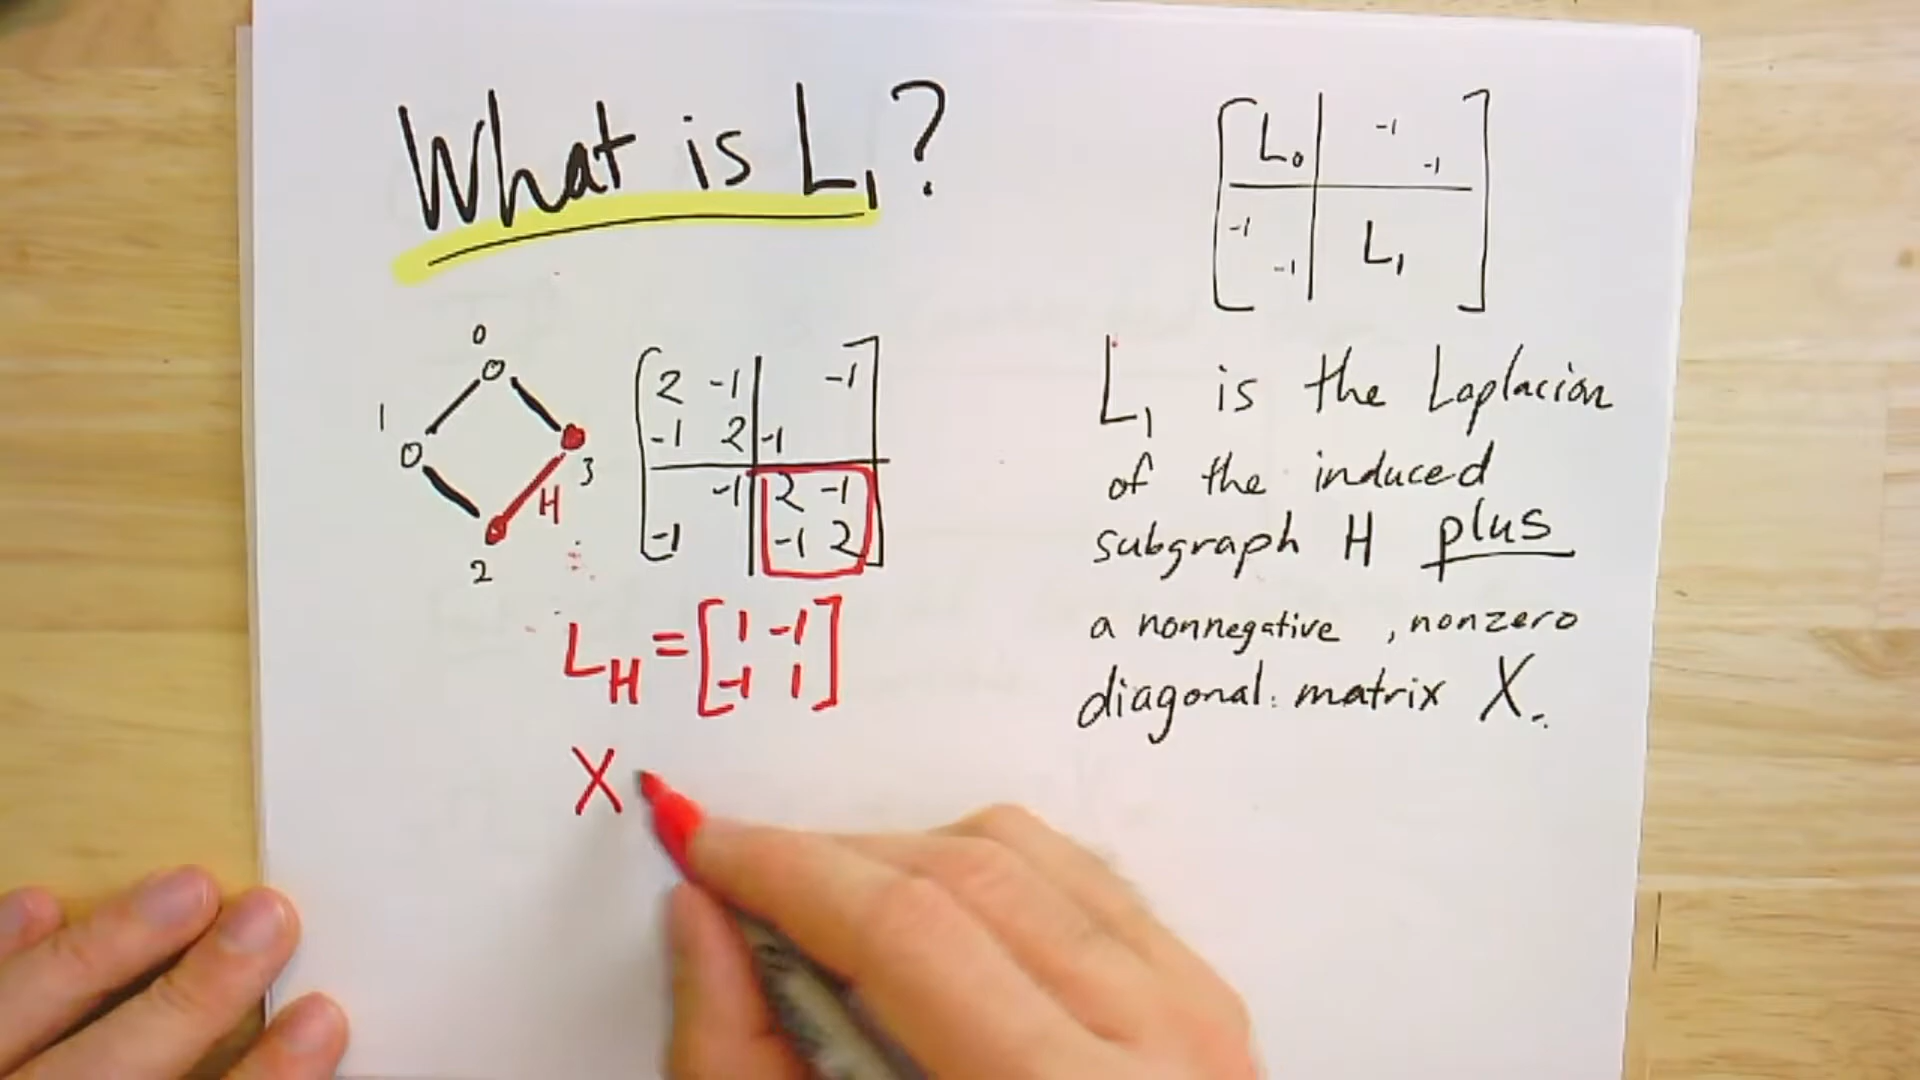 What is L₁?
L₀ -1
-1
-1 L₁
-1
0
1
3
H
2
2 -1 -1
-1 2 -1
-1 2 -1
-1 -1 2
L_H = [ 1 -1
-1 1 ]
X
L₁ is the Laplacian
of the induced
subgraph H plus
a nonnegative, nonzero
diagonal matrix X.